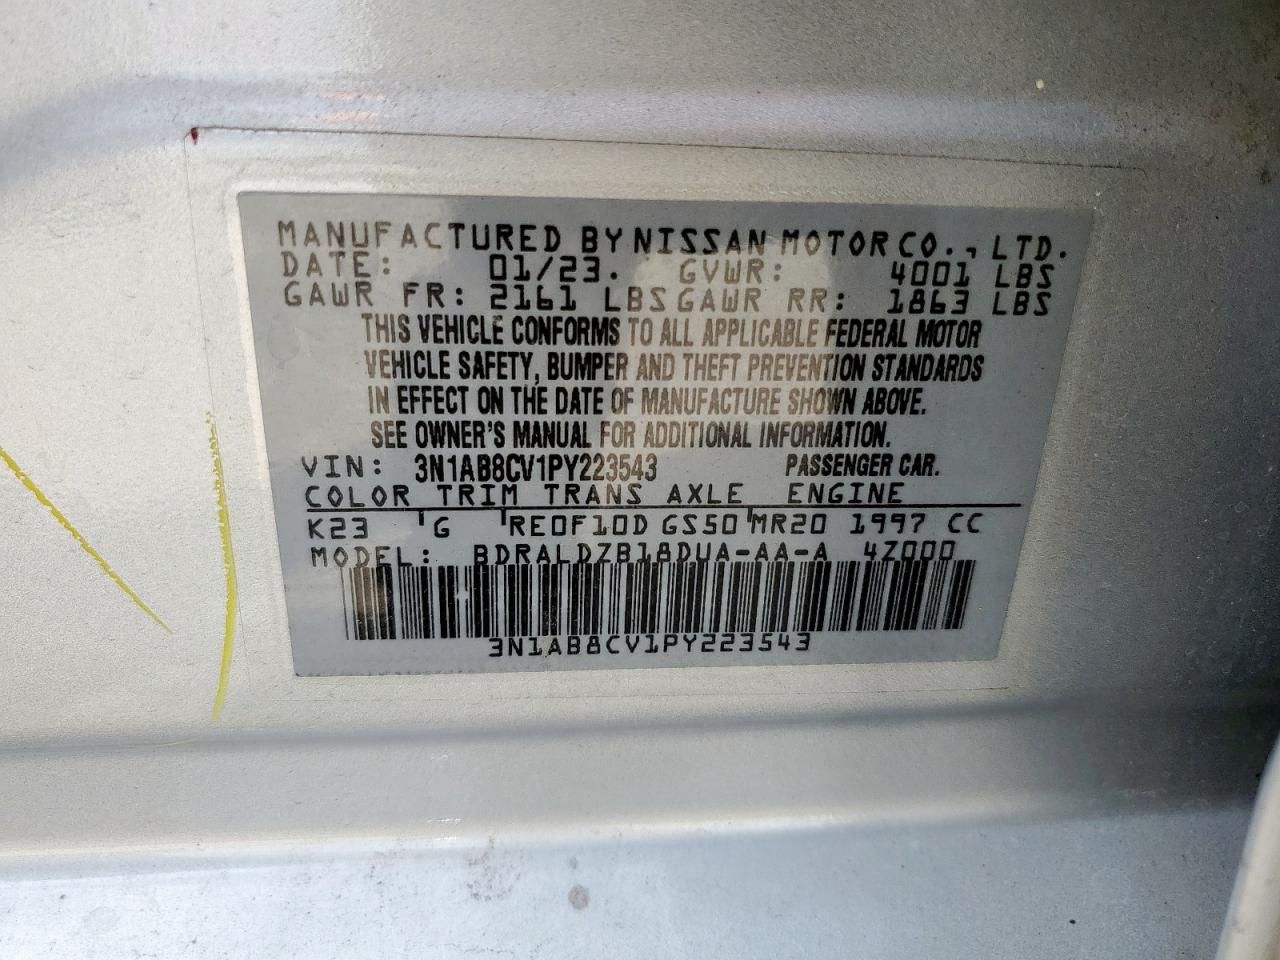 MANUFACTURED BY NISSAN MOTOR CO., LTD.
DATE: 01/23. GVWR: 4001 LBS
GAWR FR: 2161 LBS GAWR RR: 1863 LBS
THIS VEHICLE CONFORMS TO ALL APPLICABLE FEDERAL MOTOR
VEHICLE SAFETY, BUMPER AND THEFT PREVENTION STANDARDS
IN EFFECT ON THE DATE OF MANUFACTURE SHOWN ABOVE.
SEE OWNER'S MANUAL FOR ADDITIONAL INFORMATION.
VIN: 3N1AB8CV1PY223543 PASSENGER CAR.
COLOR TRIM TRANS AXLE ENGINE
K23 'G 'RE0F10D GS50'MR20 1997 CC
MODEL: BDRALDZB18DUA-AA-A 4Z000
3N1AB8CV1PY223543